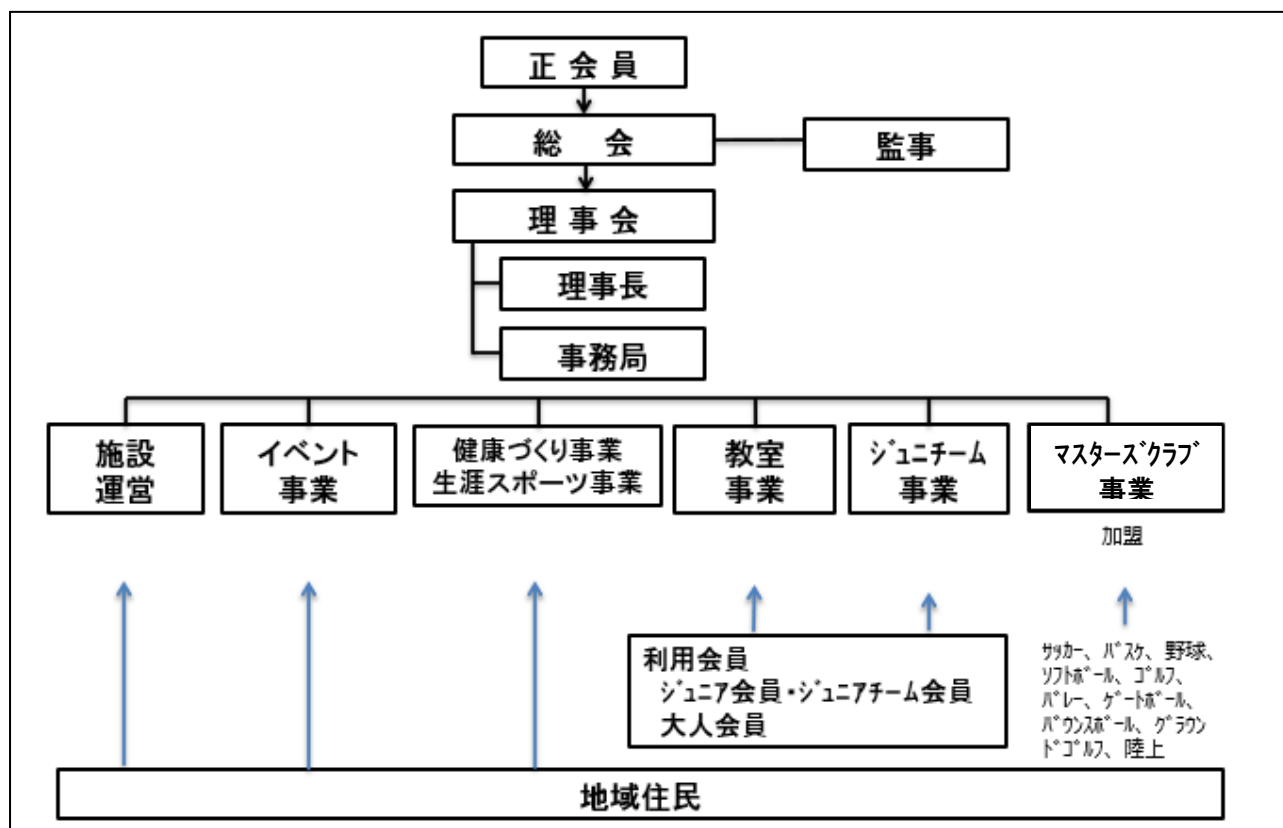 正会員
総　会
監事
理事会
理事長
事務局
施設
運営
イベント
事業
健康づくり事業
生涯スポーツ事業
教室
事業
ｼﾞｭﾆﾁｰﾑ
事業
ﾏｽﾀｰｽﾞｸﾗﾌﾞ
事業
加盟
利用会員
ｼﾞｭﾆｱ会員・ｼﾞｭﾆｱﾁｰﾑ会員
大人会員
ｻｯｶｰ、ﾊﾞｽｹ、野球、
ｿﾌﾄﾎﾞｰﾙ、ｺﾞﾙﾌ、
ﾊﾞﾚｰ、ｹﾞｰﾄﾎﾞｰﾙ、
ﾊﾞｳﾝｽﾎﾞｰﾙ、ｸﾞﾗｳﾝ
ﾄﾞｺﾞﾙﾌ、陸上
地域住民